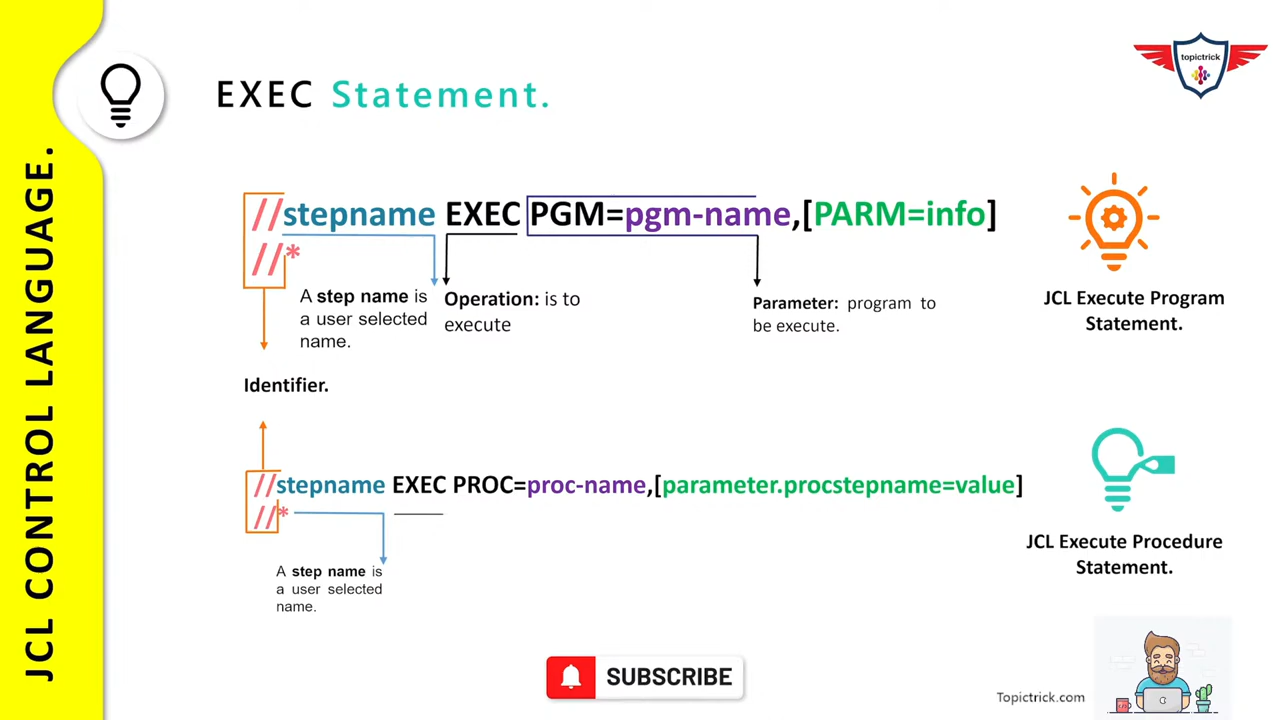 JCL CONTROL LANGUAGE.
topictrick
EXEC Statement.
//stepname EXEC PGM=pgm-name,[PARM=info]
//*
A step name is
a user selected
name.
Operation: is to
execute
Parameter: program to
be execute.
JCL Execute Program
Statement.
Identifier.
//stepname EXEC PROC=proc-name,[parameter.procstepname=value]
//*
A step name is
a user selected
name.
JCL Execute Procedure
Statement.
SUBSCRIBE
Topictrick.com